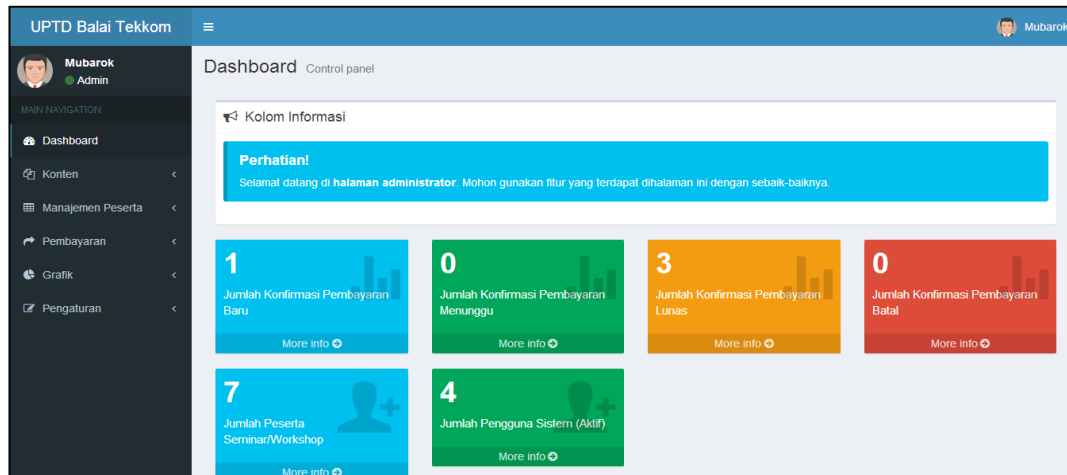 UPTD Balai Tekkom
Mubarok
Mubarok
Admin
MAIN NAVIGATION
Dashboard
Konten
Manajemen Peserta
Pembayaran
Grafik
Pengaturan
Dashboard Control panel
Kolom Informasi
Perhatian!
Selamat datang di halaman administrator. Mohon gunakan fitur yang terdapat dihalaman ini dengan sebaik-baiknya.
1
Jumlah Konfirmasi Pembayaran
Baru
More info
0
Jumlah Konfirmasi Pembayaran
Menunggu
More info
3
Jumlah Konfirmasi Pembayaran
Lunas
More info
0
Jumlah Konfirmasi Pembayaran
Batal
More info
7
Jumlah Peserta
Seminar/Workshop
More info
4
Jumlah Pengguna Sistem (Aktif)
More info